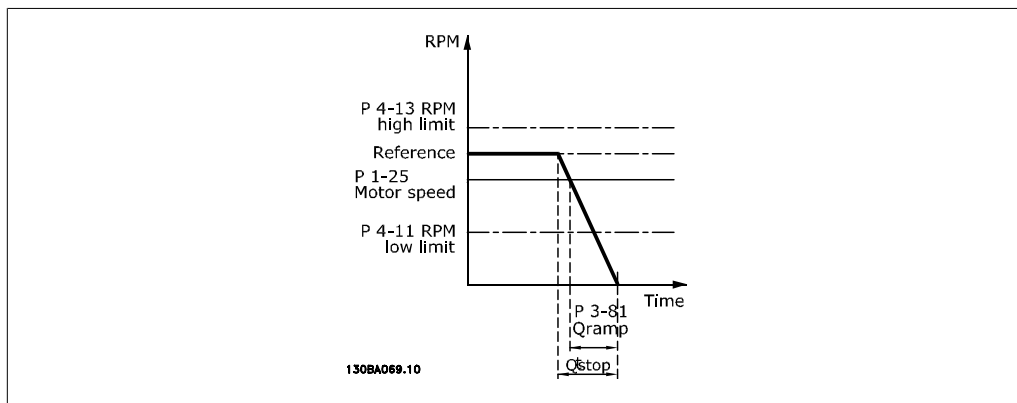 RPM
P 4-13 RPM
high limit
Reference
P 1-25
Motor speed
P 4-11 RPM
low limit
Time
P 3-81
Qramp
Qstop
t
130BA069.10